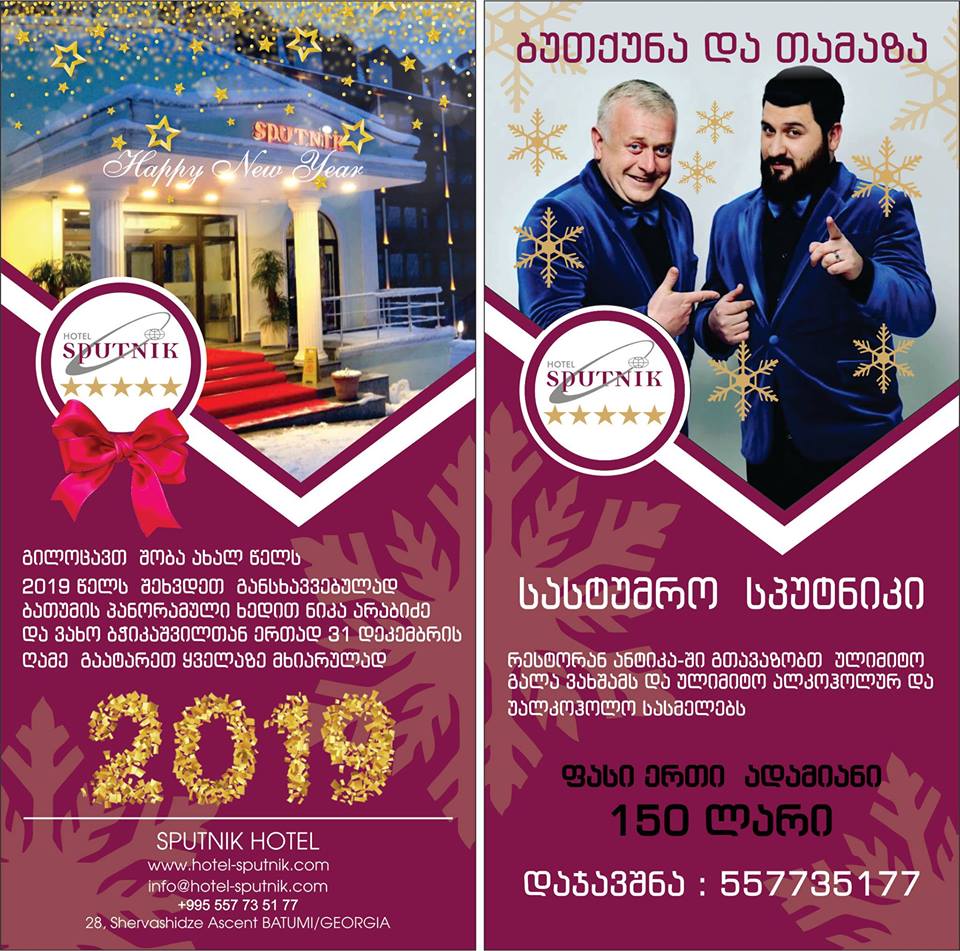 SPUTNIK
Happy New Year
HOTEL
SPUTNIK
გილოცავთ შობა ახალ წელს
2019 წელს შეხვდეთ განსხავვებულად
ბათუმის პანორამული ხედით ნიკა არაბიძე
და ვახო ბჭიკაშვილთან ერთად 31 დეკემბრის
ღამე გაატარეთ ყველაზე მხიარულად
2019
SPUTNIK HOTEL
www.hotel-sputnik.com
info@hotel-sputnik.com
+995 557 73 51 77
28, Shervashidze Ascent BATUMI/GEORGIA
ბუთქუნა და თამაზა
HOTEL
SPUTNIK
სასტუმრო სპუტნიკი
რესტორან ანტიკა-ში გთავაზობთ ულიმიტო
გალა ვახშამს და ულიმიტო ალკოჰოლურ და
უალკოჰოლო სასმელებს
ფასი ერთი ადამიანი
150 ლარი
დაჯავშნა : 557735177